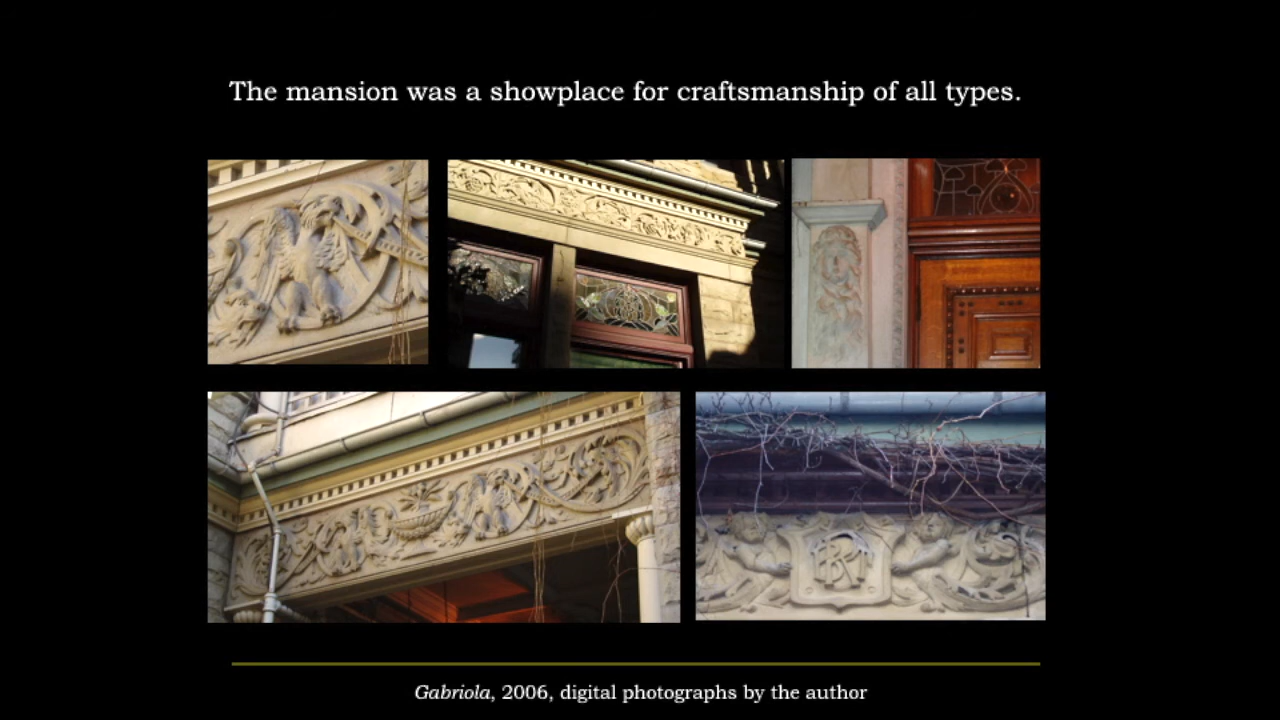 The mansion was a showplace for craftsmanship of all types.
Gabriola, 2006, digital photographs by the author